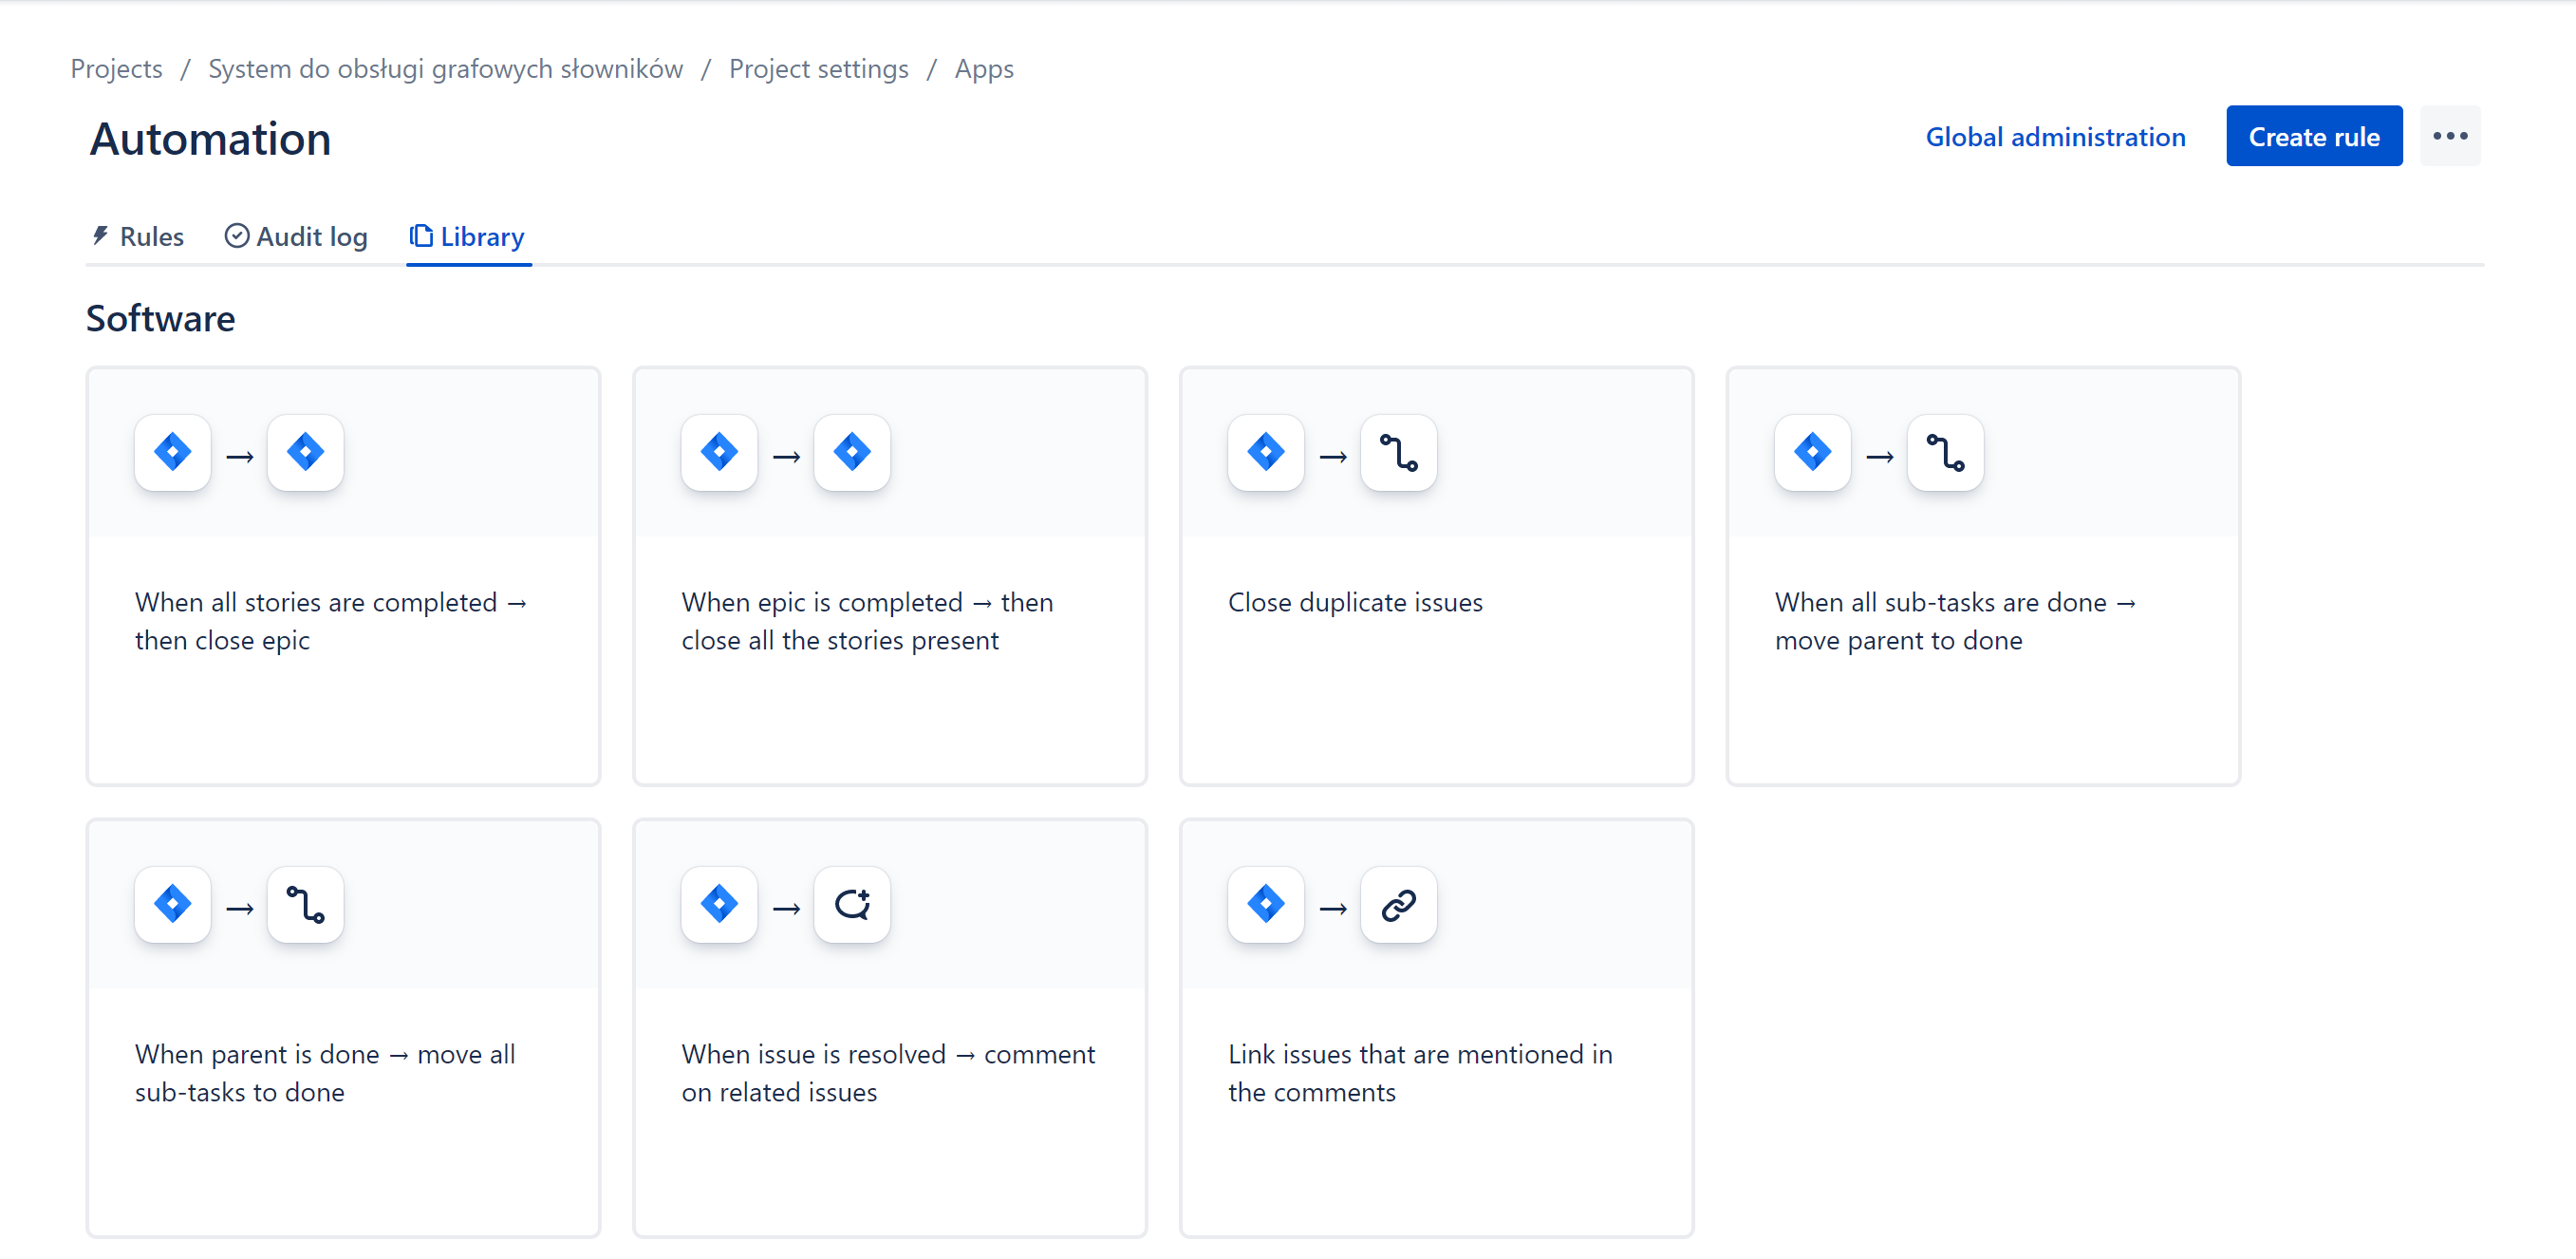 Projects / System do obsługi grafowych słowników / Project settings / Apps
Automation
Global administration
Create rule
Rules
Audit log
Library
Software
When all stories are completed →
then close epic
When epic is completed → then
close all the stories present
Close duplicate issues
When all sub-tasks are done →
move parent to done
When parent is done → move all
sub-tasks to done
When issue is resolved → comment
on related issues
Link issues that are mentioned in
the comments